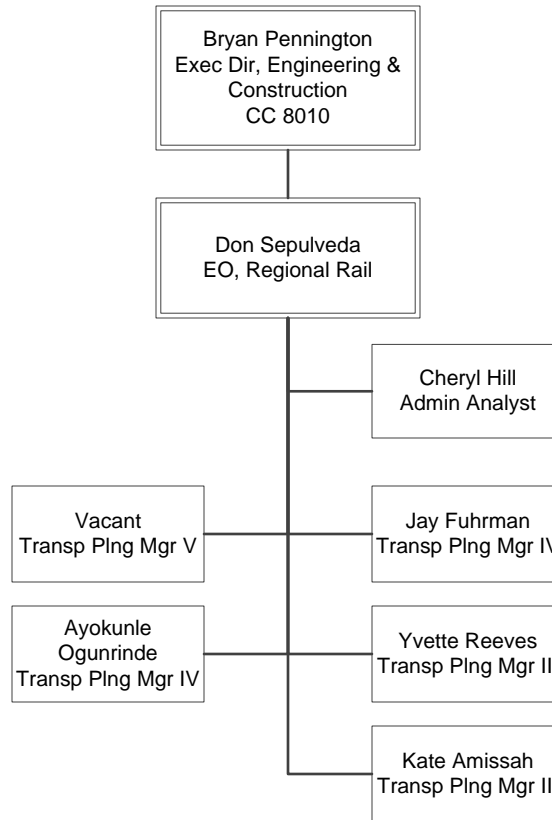 Bryan Pennington
Exec Dir, Engineering &
Construction
CC 8010
Don Sepulveda
EO, Regional Rail
Cheryl Hill
Admin Analyst
Vacant
Transp Plng Mgr V
Jay Fuhrman
Transp Plng Mgr IV
Ayokunle
Ogunrinde
Transp Plng Mgr IV
Yvette Reeves
Transp Plng Mgr II
Kate Amissah
Transp Plng Mgr II